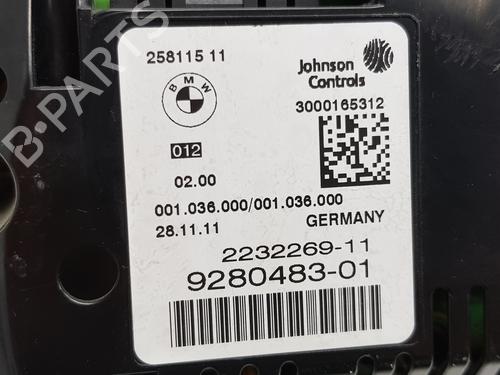 258115 11
BMW
Johnson
Controls
3000165312
012
02.00
001.036.000/001.036.000
28.11.11
GERMANY
2232269-11
9280483-01
B-PARTS